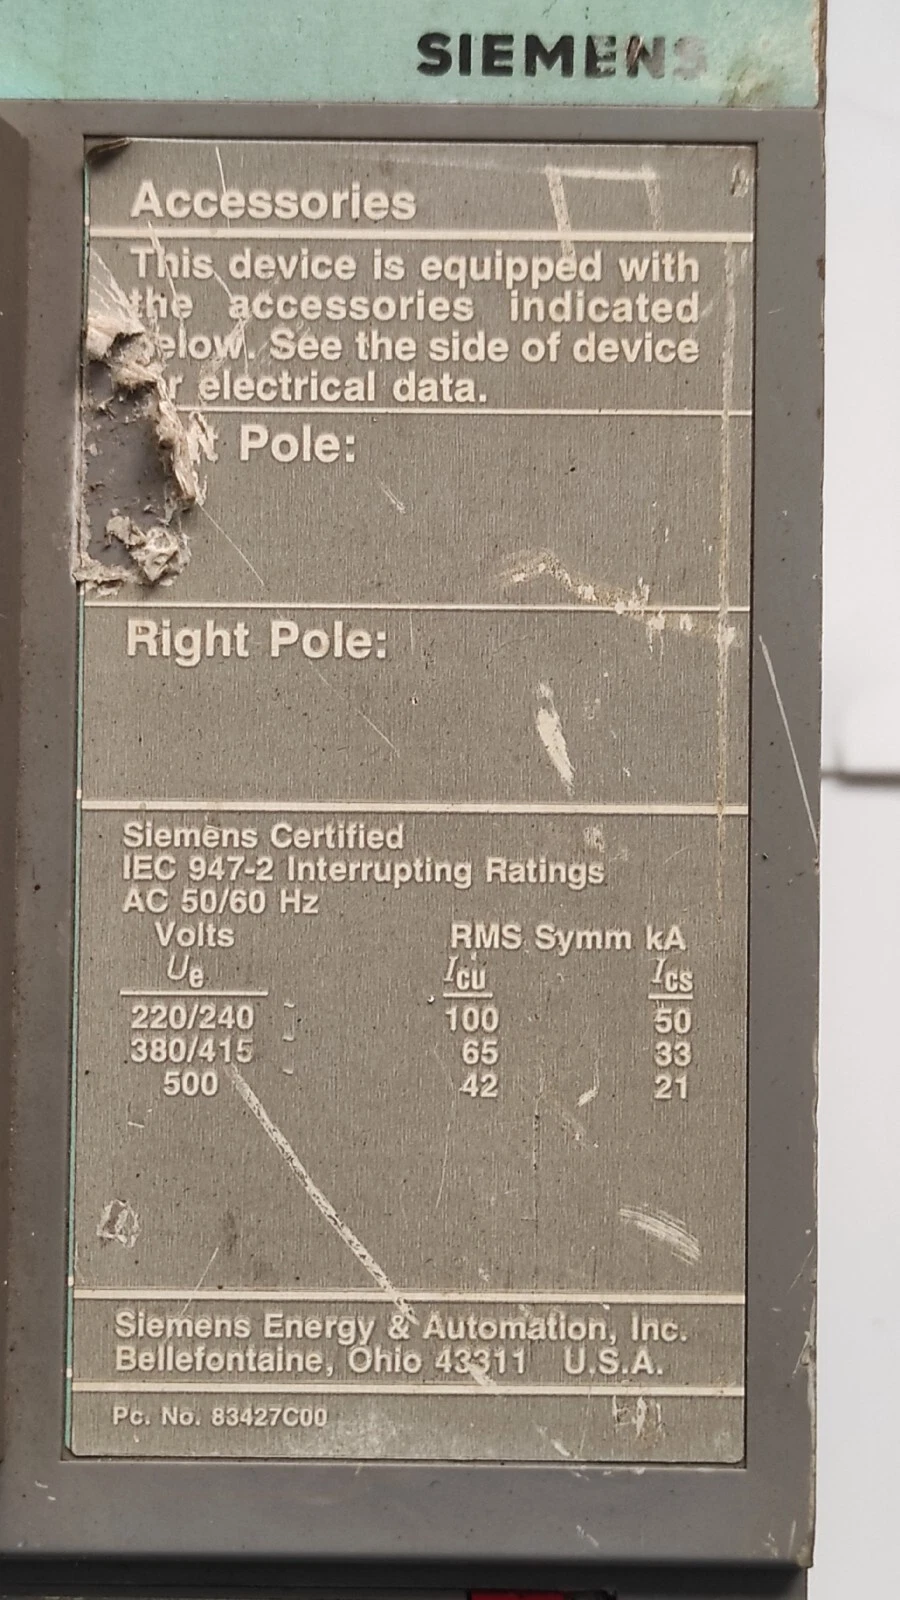 SIEMENS
Accessories
This device is equipped with
the accessories indicated
below. See the side of device
electrical data.
Pole:
Right Pole:
Siemens Certified
IEC 947-2 Interrupting Ratings
AC 50/60 Hz
Volts RMS Symm kA
Ue Icu Ics
220/240 100 50
380/415 65 33
500 42 21
Siemens Energy & Automation, Inc.
Bellefontaine, Ohio 43311 U.S.A.
Pc. No. 83427C00